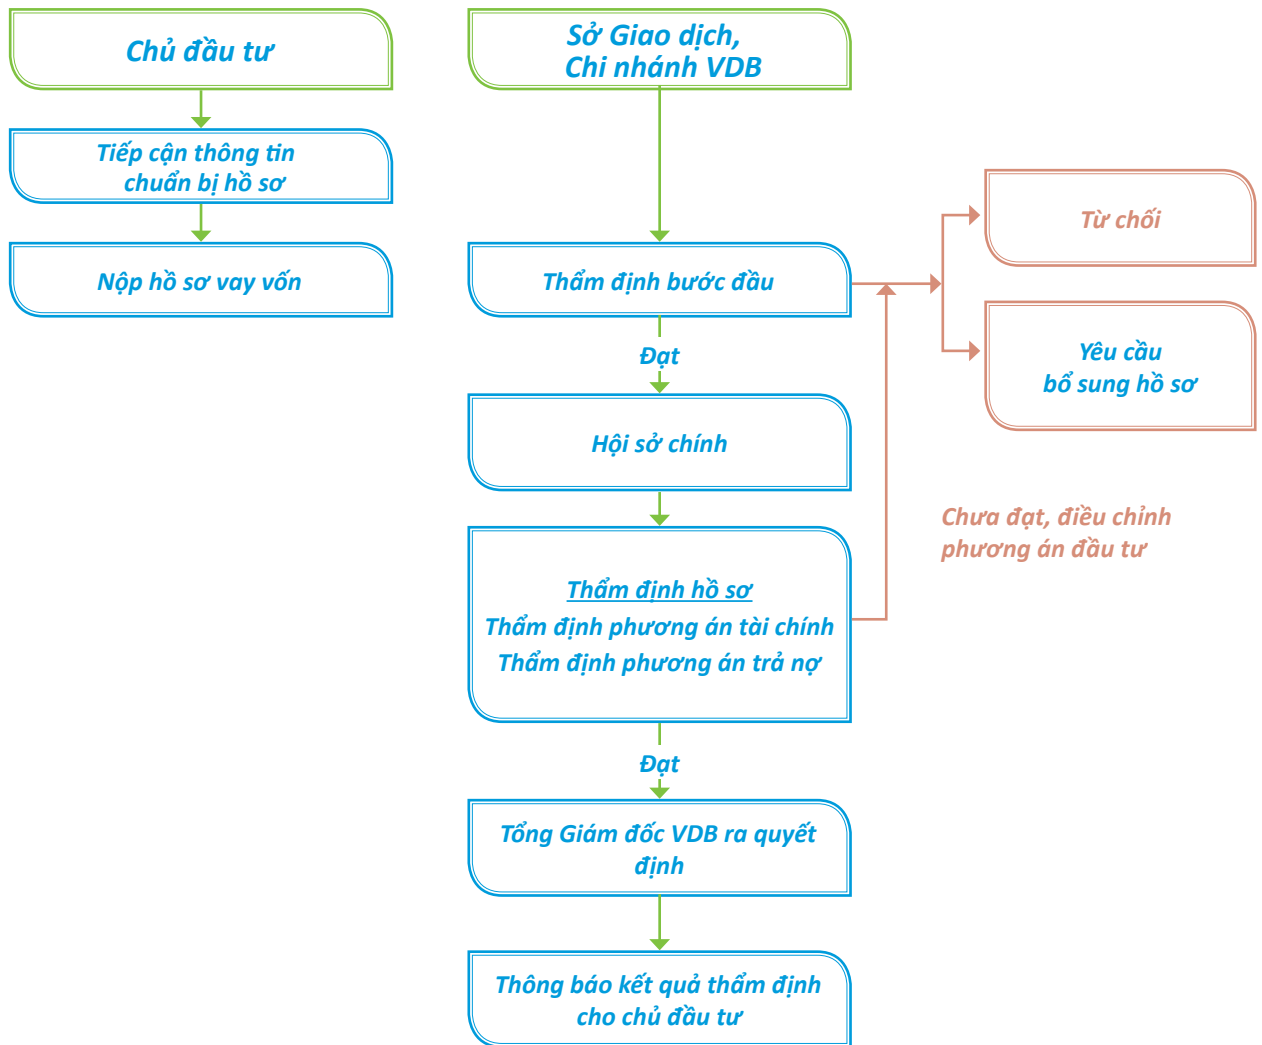 Chủ đầu tư
Tiếp cận thông tin
chuẩn bị hồ sơ
Nộp hồ sơ vay vốn
Sở Giao dịch,
Chi nhánh VDB
Thẩm định bước đầu
Đạt
Hội sở chính
Thẩm định hồ sơ
Thẩm định phương án tài chính
Thẩm định phương án trả nợ
Đạt
Tổng Giám đốc VDB ra quyết
định
Thông báo kết quả thẩm định
cho chủ đầu tư
Từ chối
Yêu cầu
bổ sung hồ sơ
Chưa đạt, điều chỉnh
phương án đầu tư